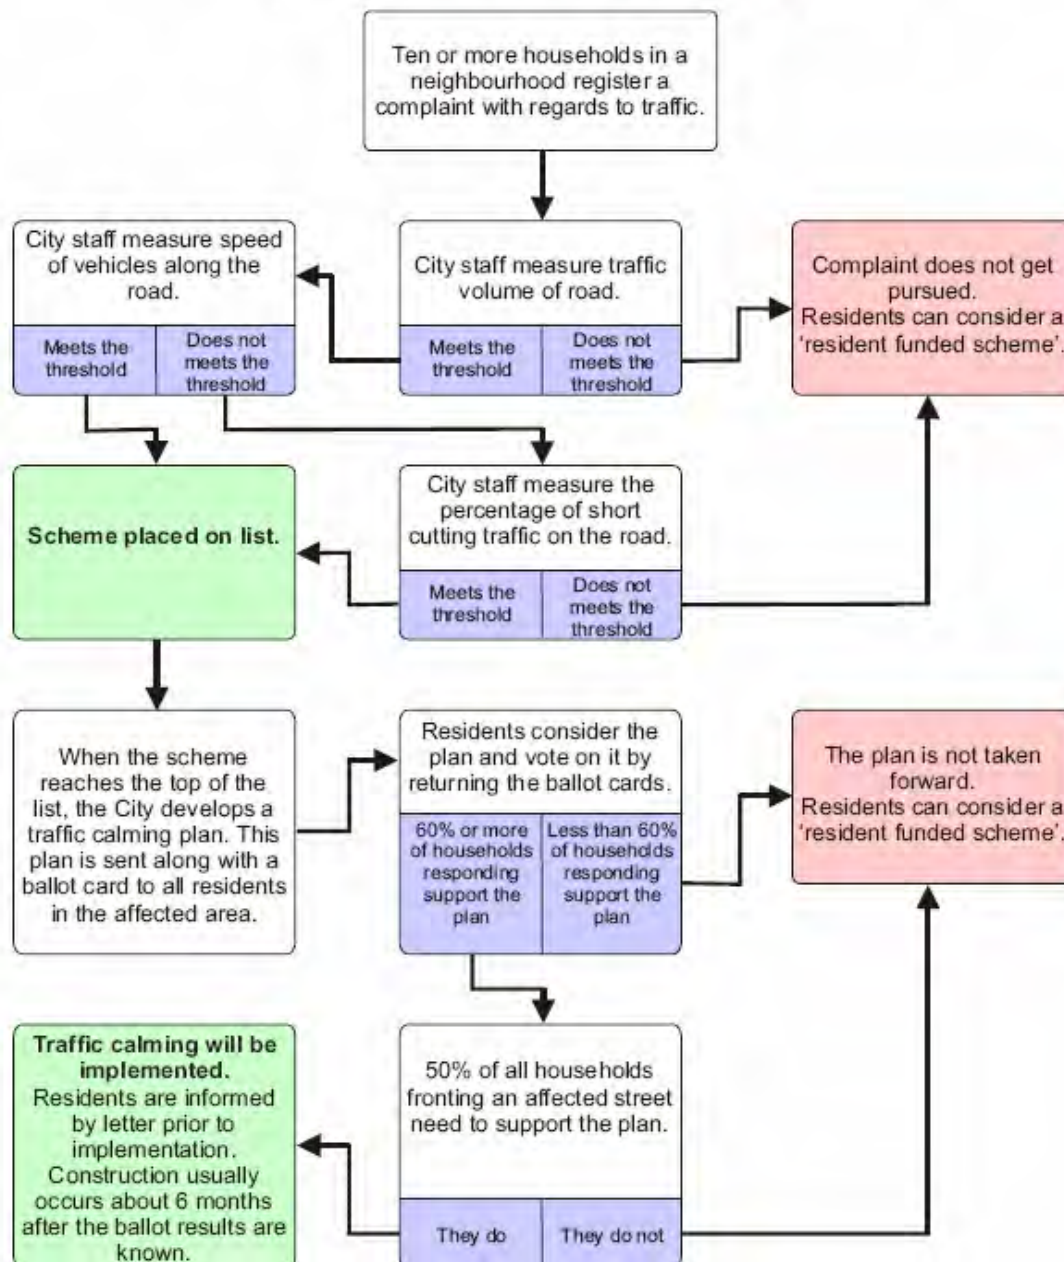 Ten or more households in a
neighbourhood register a
complaint with regards to traffic.
City staff measure speed
of vehicles along the
road.
Meets the
threshold
Does not
meets the
threshold
City staff measure traffic
volume of road.
Meets the
threshold
Does not
meets the
threshold
Complaint does not get
pursued.
Residents can consider a
'resident funded scheme'.
Scheme placed on list.
City staff measure the
percentage of short
cutting traffic on the road.
Meets the
threshold
Does not
meets the
threshold
When the scheme
reaches the top of the
list, the City develops a
traffic calming plan. This
plan is sent along with a
ballot card to all residents
in the affected area.
Residents consider the
plan and vote on it by
returning the ballot cards.
60% or more
of households
responding
support the
plan
Less than 60%
of households
responding
support the
plan
The plan is not taken
forward.
Residents can consider a
'resident funded scheme'.
Traffic calming will be
implemented.
Residents are informed
by letter prior to
implementation.
Construction usually
occurs about 6 months
after the ballot results are
known.
50% of all households
fronting an affected street
need to support the plan.
They do
They do not